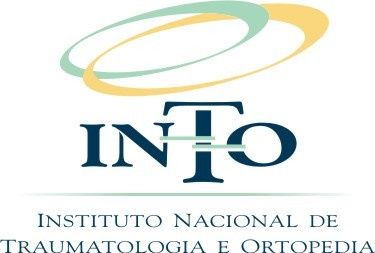 INTO
INSTITUTO NACIONAL DE
TRAUMATOLOGIA E ORTOPEDIA